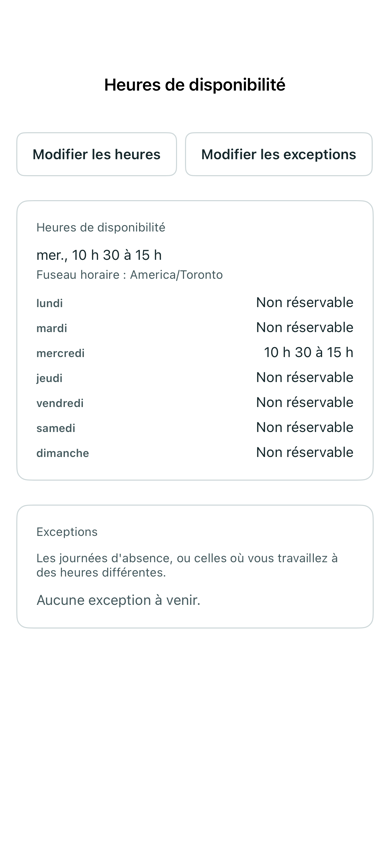 Heures de disponibilité
Modifier les heures
Modifier les exceptions
Heures de disponibilité
mer., 10 h 30 à 15 h
Fuseau horaire : America/Toronto
lundi Non réservable
mardi Non réservable
mercredi 10 h 30 à 15 h
jeudi Non réservable
vendredi Non réservable
samedi Non réservable
dimanche Non réservable
Exceptions
Les journées d'absence, ou celles où vous travaillez à
des heures différentes.
Aucune exception à venir.